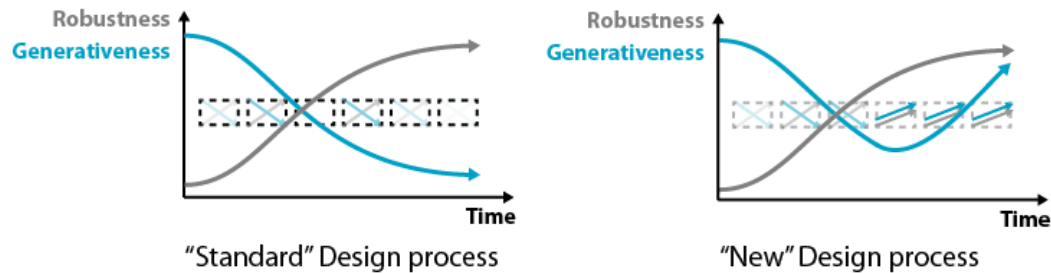 Robustness
Generativeness
Time
“Standard” Design process
Robustness
Generativeness
Time
“New” Design process